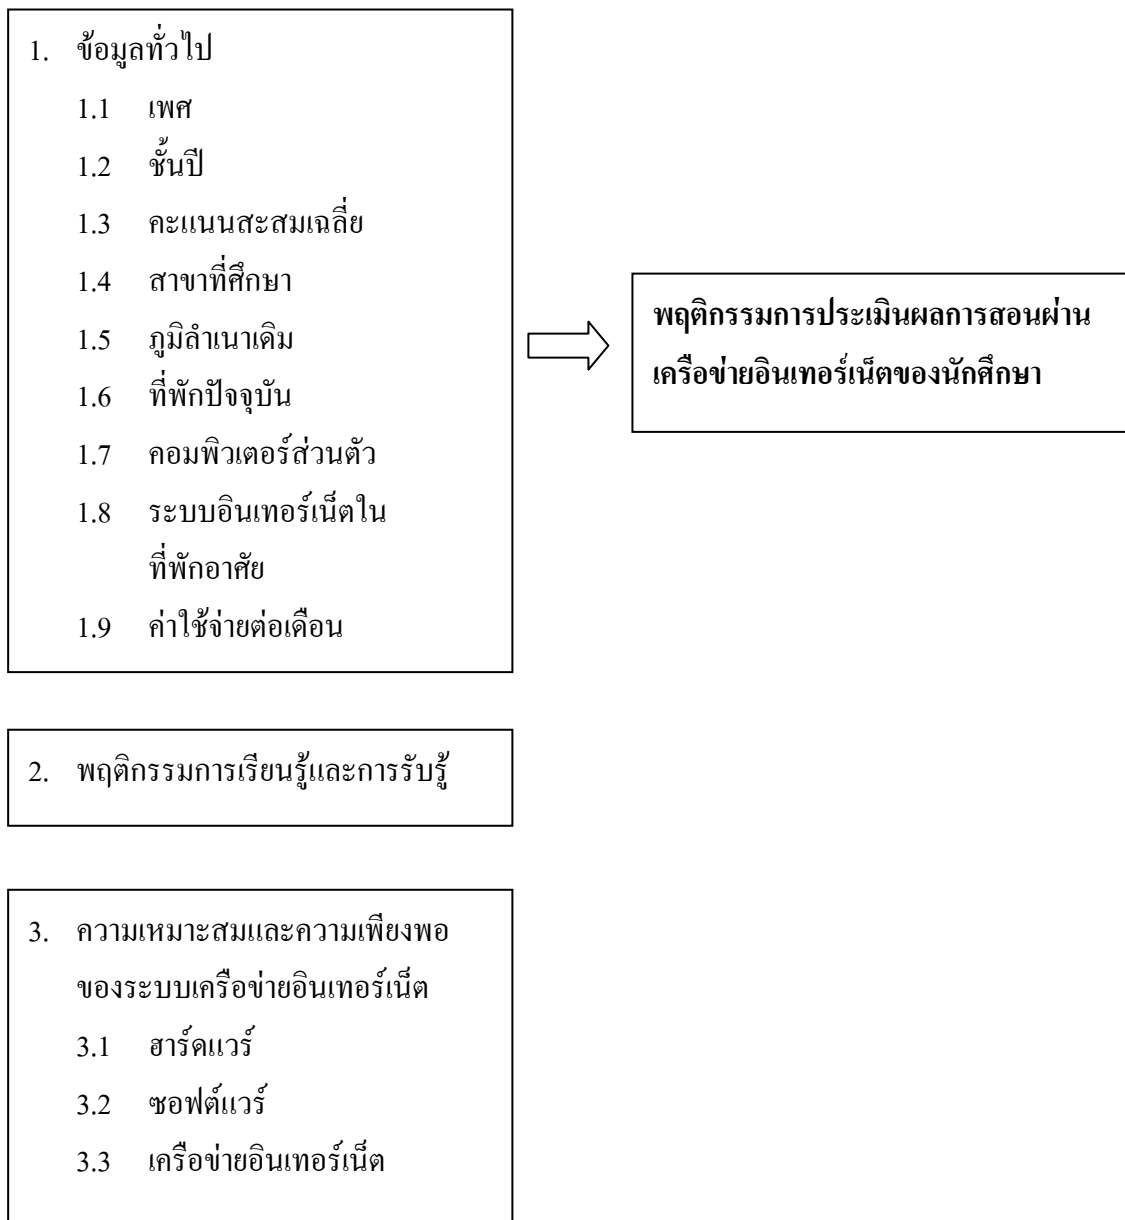 1. ข้อมูลทั่วไป
1.1 เพศ
1.2 ชั้นปี
1.3 คะแนนสะสมเฉลี่ย
1.4 สาขาที่ศึกษา
1.5 ภูมิลำเนาเดิม
1.6 ที่พักปัจจุบัน
1.7 คอมพิวเตอร์ส่วนตัว
1.8 ระบบอินเทอร์เน็ตใน
ที่พักอาศัย
1.9 ค่าใช้จ่ายต่อเดือน
พฤติกรรมการประเมินผลการสอนผ่าน
เครือข่ายอินเทอร์เน็ตของนักศึกษา
2. พฤติกรรมการเรียนรู้และการรับรู้
3. ความเหมาะสมและความเพียงพอ
ของระบบเครือข่ายอินเทอร์เน็ต
3.1 ฮาร์ดแวร์
3.2 ซอฟต์แวร์
3.3 เครือข่ายอินเทอร์เน็ต